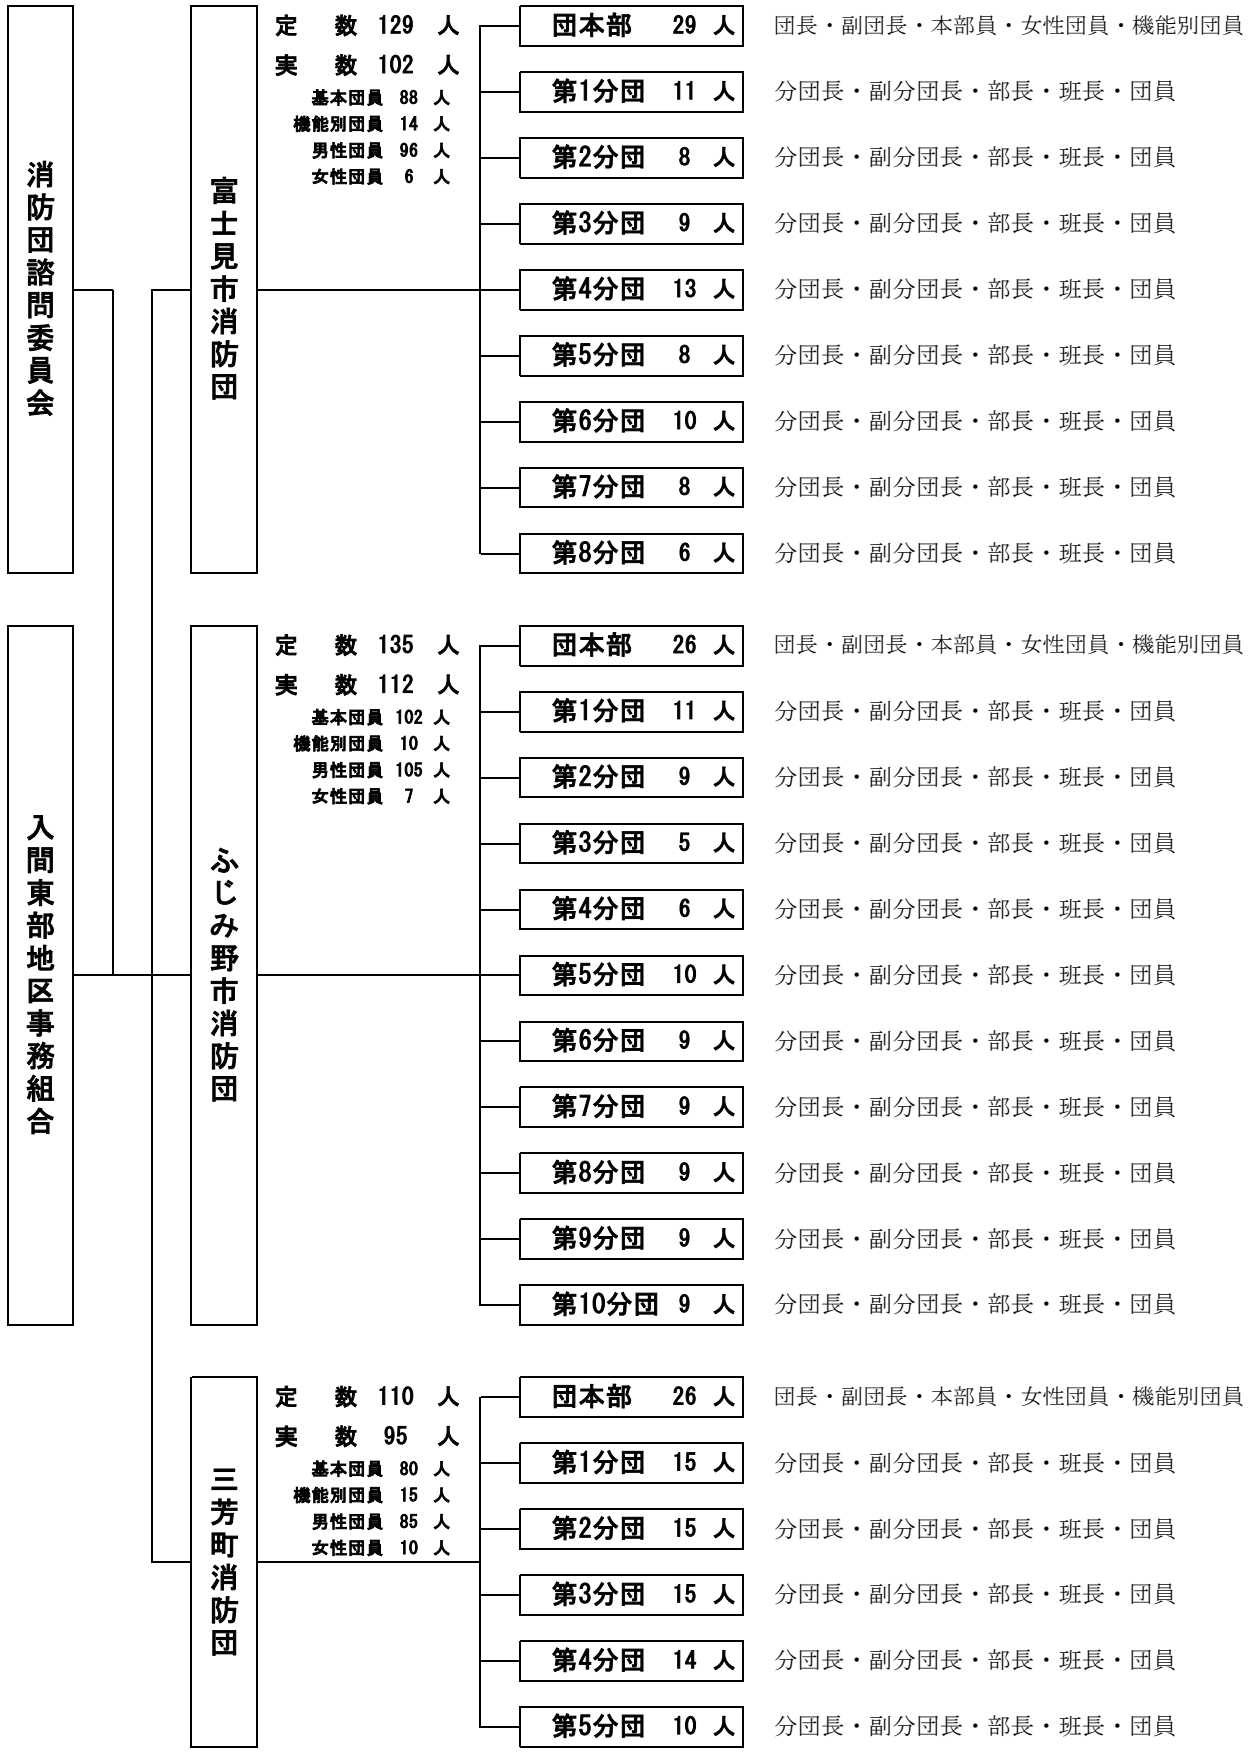 消防団諮問委員会
入間東部地区事務組合
富士見市消防団
定 数 129 人
実 数 102 人
基本団員 88 人
機能別団員 14 人
男性団員 96 人
女性団員 6 人
団本部 29 人 団長・副団長・本部員・女性団員・機能別団員
第1分団 11 人 分団長・副分団長・部長・班長・団員
第2分団 8 人 分団長・副分団長・部長・班長・団員
第3分団 9 人 分団長・副分団長・部長・班長・団員
第4分団 13 人 分団長・副分団長・部長・班長・団員
第5分団 8 人 分団長・副分団長・部長・班長・団員
第6分団 10 人 分団長・副分団長・部長・班長・団員
第7分団 8 人 分団長・副分団長・部長・班長・団員
第8分団 6 人 分団長・副分団長・部長・班長・団員
ふじみ野市消防団
定 数 135 人
実 数 112 人
基本団員 102 人
機能別団員 10 人
男性団員 105 人
女性団員 7 人
団本部 26 人 団長・副団長・本部員・女性団員・機能別団員
第1分団 11 人 分団長・副分団長・部長・班長・団員
第2分団 9 人 分団長・副分団長・部長・班長・団員
第3分団 5 人 分団長・副分団長・部長・班長・団員
第4分団 6 人 分団長・副分団長・部長・班長・団員
第5分団 10 人 分団長・副分団長・部長・班長・団員
第6分団 9 人 分団長・副分団長・部長・班長・団員
第7分団 9 人 分団長・副分団長・部長・班長・団員
第8分団 9 人 分団長・副分団長・部長・班長・団員
第9分団 9 人 分団長・副分団長・部長・班長・団員
第10分団 9 人 分団長・副分団長・部長・班長・団員
三芳町消防団
定 数 110 人
実 数 95 人
基本団員 80 人
機能別団員 15 人
男性団員 85 人
女性団員 10 人
団本部 26 人 団長・副団長・本部員・女性団員・機能別団員
第1分団 15 人 分団長・副分団長・部長・班長・団員
第2分団 15 人 分団長・副分団長・部長・班長・団員
第3分団 15 人 分団長・副分団長・部長・班長・団員
第4分団 14 人 分団長・副分団長・部長・班長・団員
第5分団 10 人 分団長・副分団長・部長・班長・団員